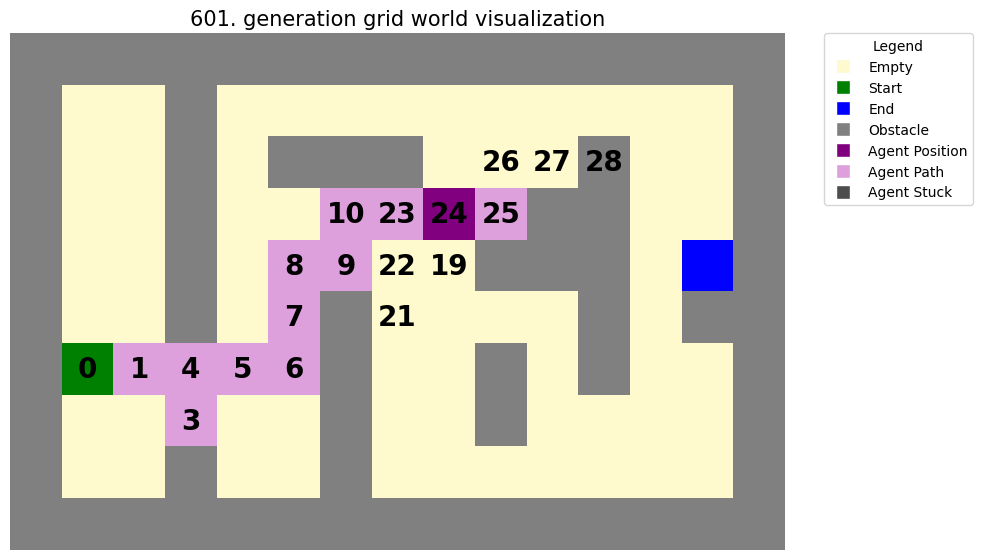 601. generation grid world visualization
Legend
Empty
Start
End
Obstacle
Agent Position
Agent Path
Agent Stuck
26 27 28
10 23 24 25
8 9 22 19
7 21
0 1 4 5 6
3